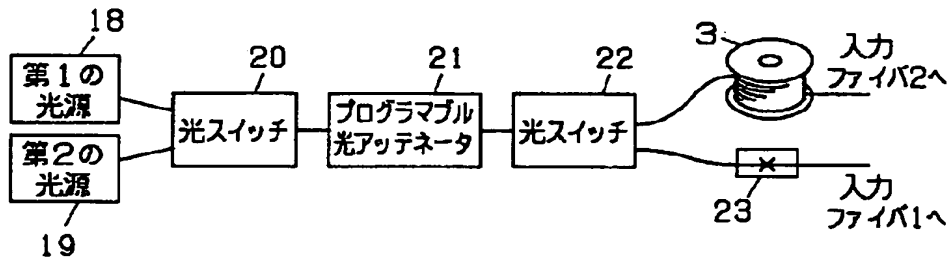 18
第1の
光源
第2の
光源
19
20
光スイッチ
21
プログラマブル
光アッテネータ
22
光スイッチ
3
入力
ファイバ2へ
23
入力
ファイバ1へ